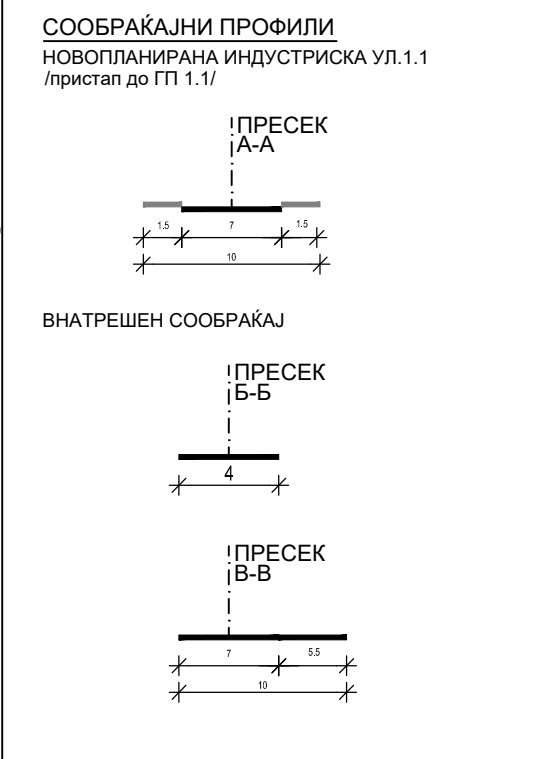 СООБРАЌАЈНИ ПРОФИЛИ
НОВОПЛАНИРАНА ИНДУСТРИСКА УЛ.1.1
/пристап до ГП 1.1/
ПРЕСЕК
А-А
1.5 7 1.5
10
ВНАТРЕШЕН СООБРАЌАЈ
ПРЕСЕК
Б-Б
4
ПРЕСЕК
В-В
7 5.5
10